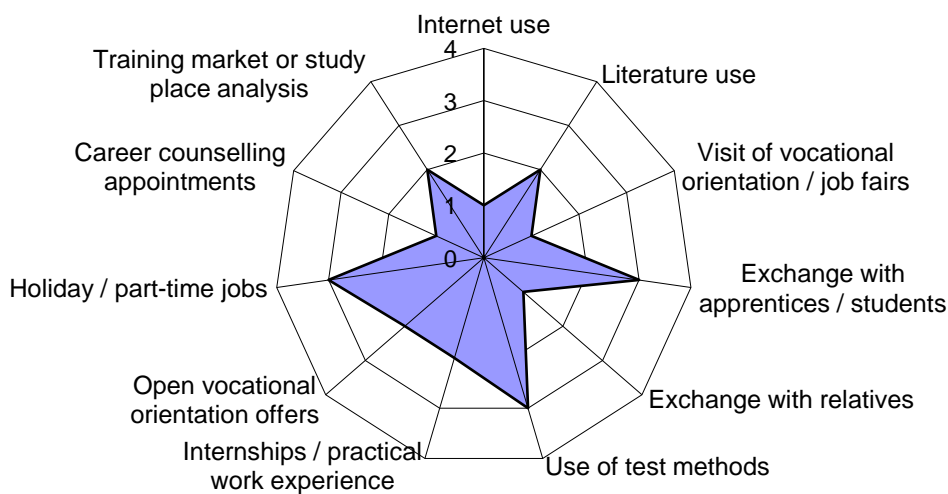 Internet use
4
Training market or study
place analysis
Literature use
3
Career counselling
appointments
2
Visit of vocational
orientation / job fairs
1
0
Holiday / part-time jobs
Exchange with
apprentices / students
Open vocational
orientation offers
Exchange with relatives
Internships / practical
work experience
Use of test methods